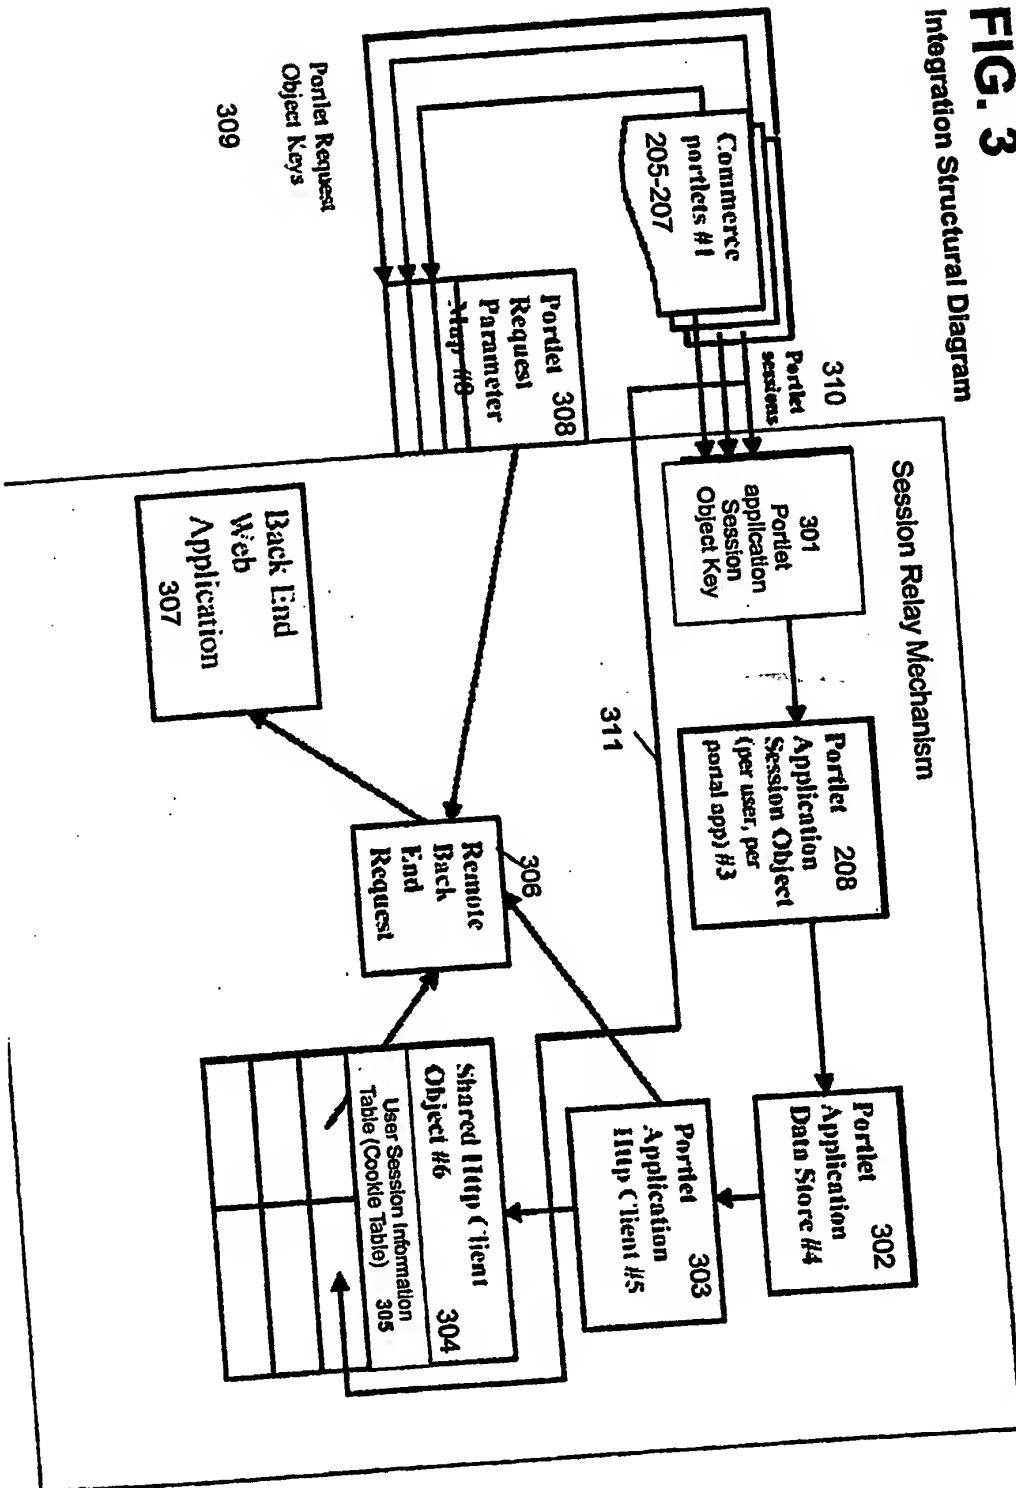 FIG. 3
Integration Structural Diagram
Session Relay Mechanism
Commerce
portlets #1
205-207
310
Portlet
sessions
301
Portlet
application
Session
Object Key
Portlet 208
Application
Session Object
(per user, per
portal app) #3
Portlet
Application 302
Data Store #4
311
Portlet 303
Application
Http Client #5
Portlet 308
Request
Parameter
Map #8
306
Remote
Back
End
Request
Shared Http Client
Object #6 304
User Session Information
Table (Cookie Table) 305
Portlet Request
Object Keys
309
Back End
Web
Application
307